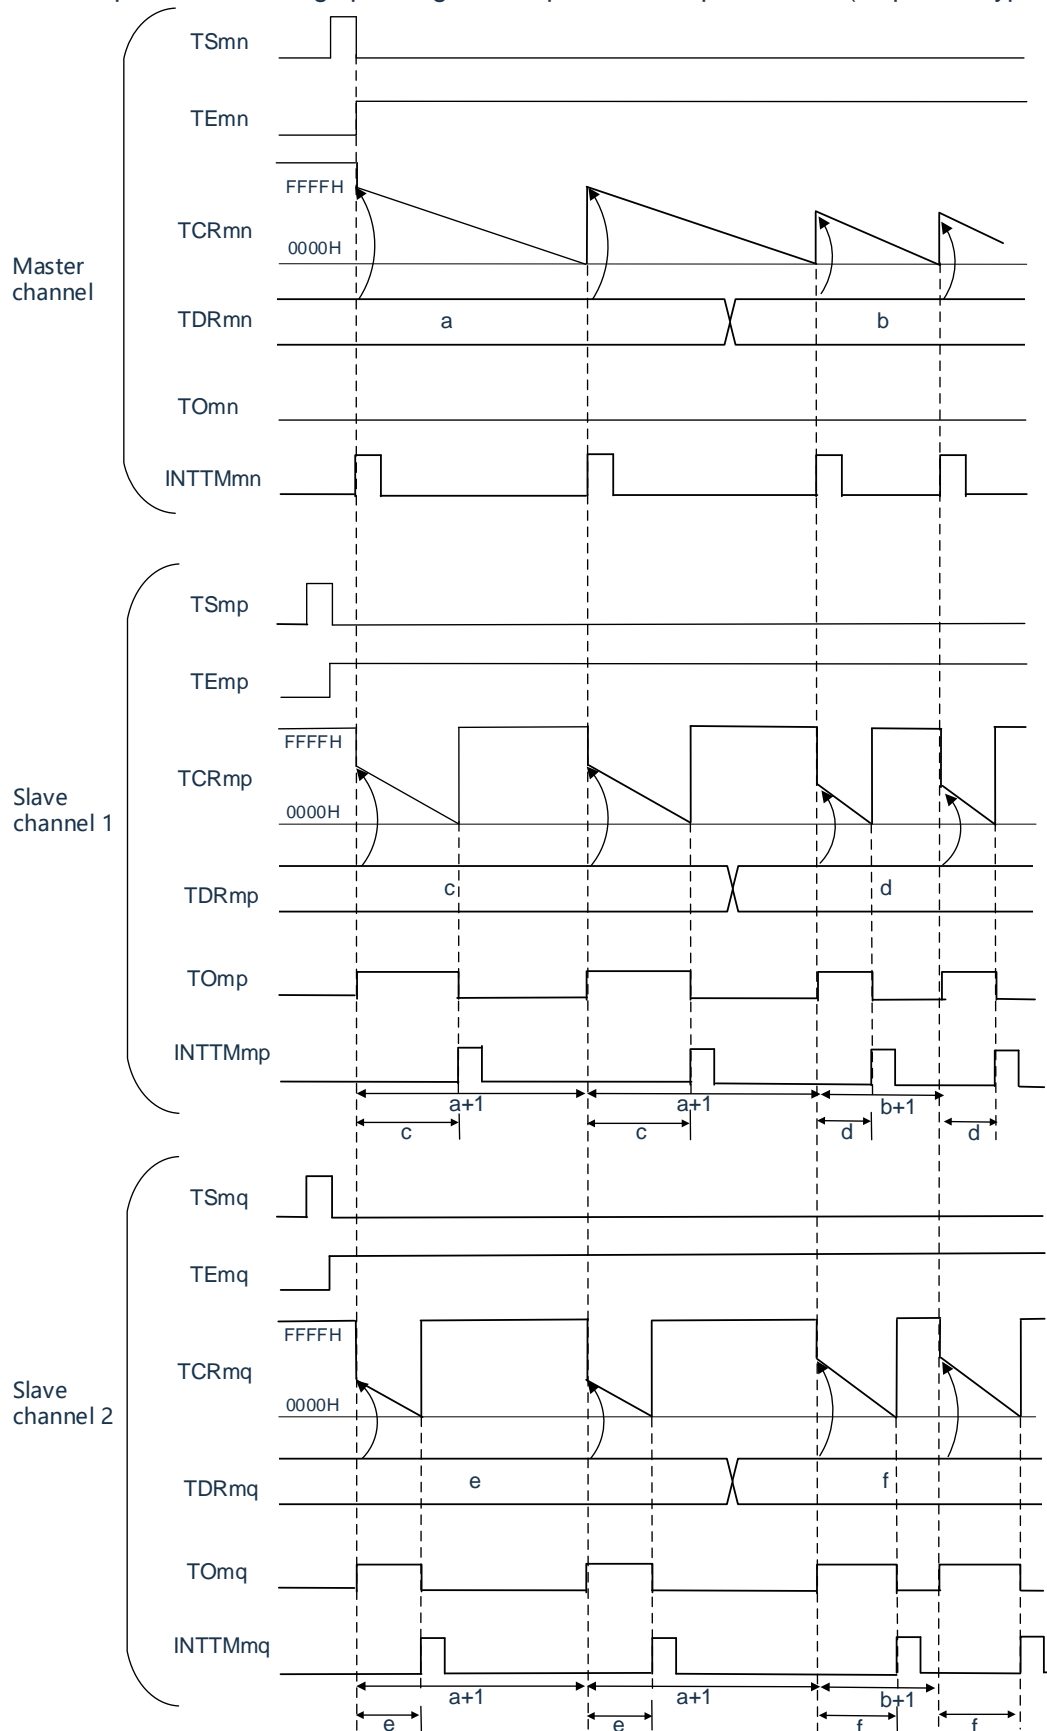 TSmn
TEmn
FFFFH
TCRmn
0000H
Master
channel
TDRmn
a
b
TOmn
INTTMmn
TSmp
TEmp
FFFFH
TCRmp
0000H
Slave
channel 1
TDRmp
c
d
TOmp
INTTMmp
a+1
a+1
b+1
c
c
d
d
TSmq
TEmq
FFFFH
TCRmq
0000H
Slave
channel 2
TDRmq
e
f
TOmq
INTTMmq
a+1
a+1
b+1
e
e
f
f